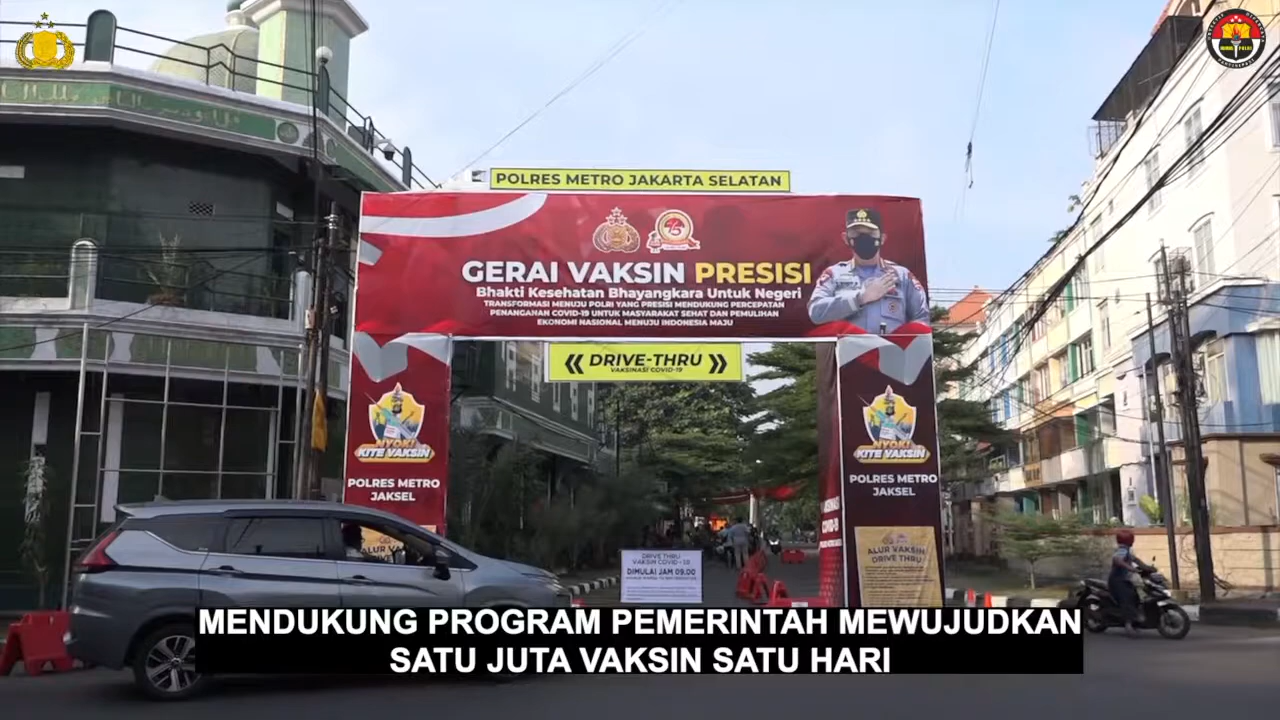 POLRES METRO JAKARTA SELATAN
GERAI VAKSIN PRESISI
Bhakti Kesehatan Bhayangkara Untuk Negeri
TRANSFORMASI MENUJU POLRI YANG PRESISI MENDUKUNG PERCEPATAN
PENANGANAN COVID-19 UNTUK MASYARAKAT SEHAT DAN PEMULIHAN
EKONOMI NASIONAL MENUJU INDONESIA MAJU
DRIVE-THRU
VAKSINASI COVID-19
NYOK!
KITE VAKSIN
POLRES METRO
JAKSEL
NYOK!
KITE VAKSIN
POLRES METRO
JAKSEL
ALUR VAKSIN
DRIVE THRU
DRIVE THRU
VAKSIN COVID-19
DIMULAI JAM 09.00
MENDUKUNG PROGRAM PEMERINTAH MEWUJUDKAN
SATU JUTA VAKSIN SATU HARI